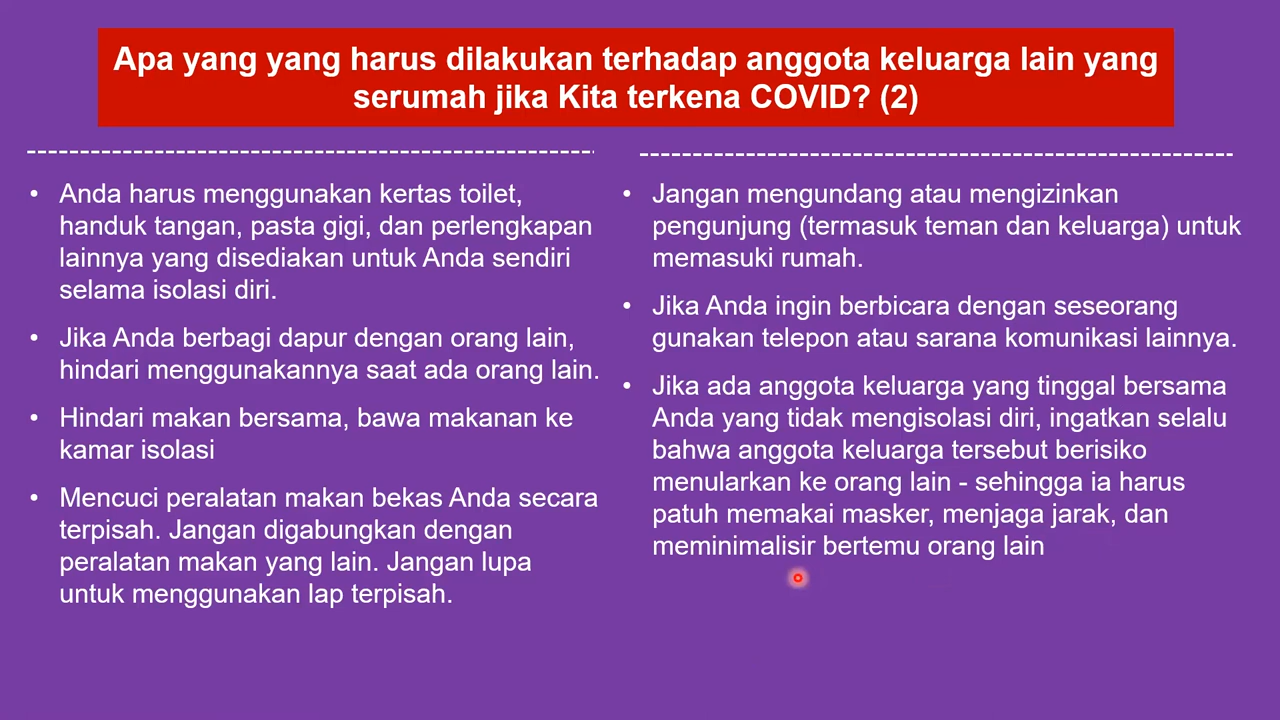 Apa yang yang harus dilakukan terhadap anggota keluarga lain yang
serumah jika Kita terkena COVID? (2)
• Anda harus menggunakan kertas toilet,
handuk tangan, pasta gigi, dan perlengkapan
lainnya yang disediakan untuk Anda sendiri
selama isolasi diri.
• Jika Anda berbagi dapur dengan orang lain,
hindari menggunakannya saat ada orang lain.
• Hindari makan bersama, bawa makanan ke
kamar isolasi
• Mencuci peralatan makan bekas Anda secara
terpisah. Jangan digabungkan dengan
peralatan makan yang lain. Jangan lupa
untuk menggunakan lap terpisah.
• Jangan mengundang atau mengizinkan
pengunjung (termasuk teman dan keluarga) untuk
memasuki rumah.
• Jika Anda ingin berbicara dengan seseorang
gunakan telepon atau sarana komunikasi lainnya.
• Jika ada anggota keluarga yang tinggal bersama
Anda yang tidak mengisolasi diri, ingatkan selalu
bahwa anggota keluarga tersebut berisiko
menularkan ke orang lain - sehingga ia harus
patuh memakai masker, menjaga jarak, dan
meminimalisir bertemu orang lain